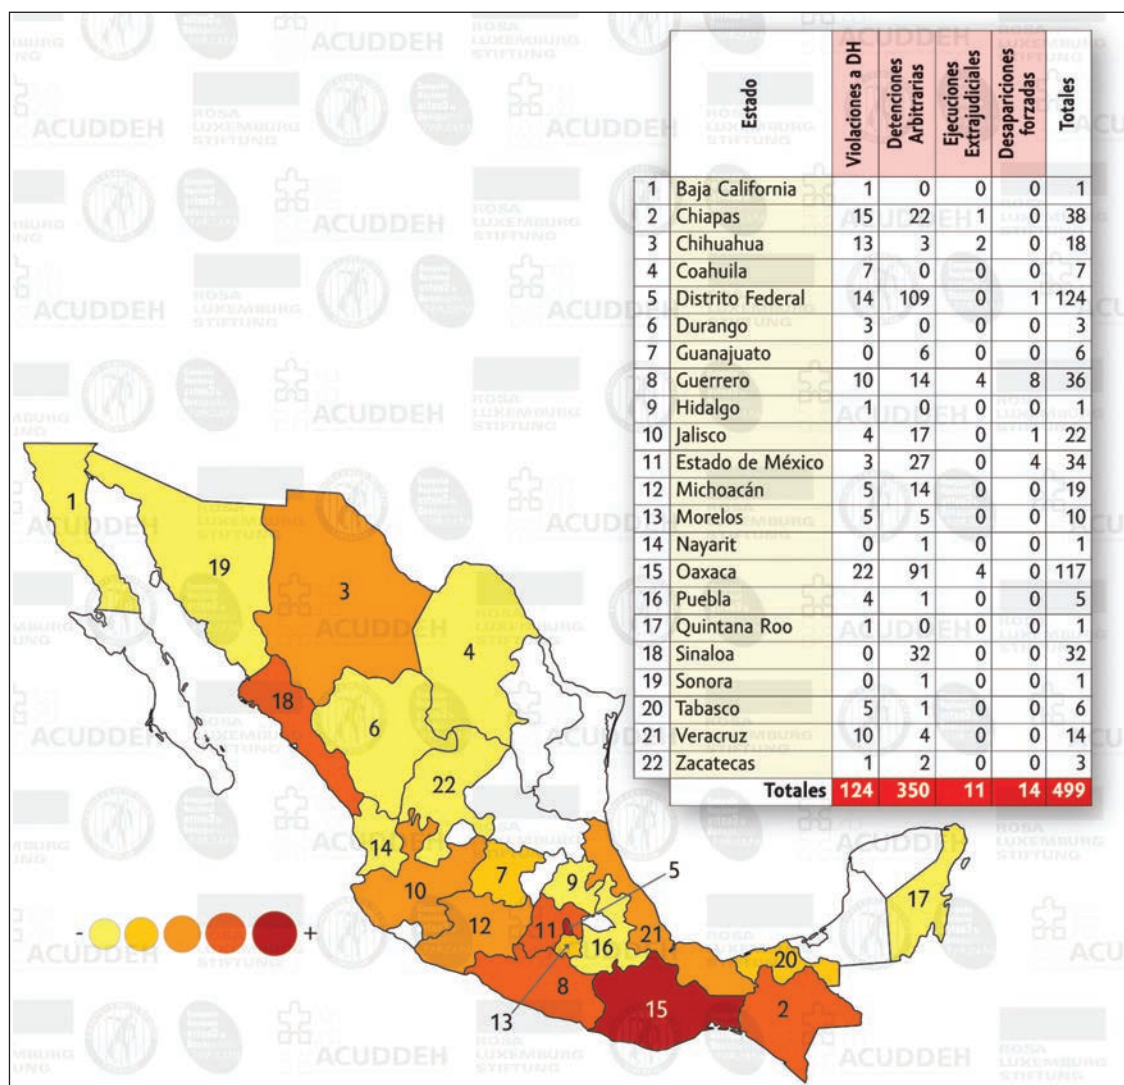 Estado Violaciones a DH Detenciones Arbitrarias Ejecuciones Extrajudiciales Desapariciones forzadas Totales
1 Baja California 1 0 0 0 1
2 Chiapas 15 22 1 0 38
3 Chihuahua 13 3 2 0 18
4 Coahuila 7 0 0 0 7
5 Distrito Federal 14 109 0 1 124
6 Durango 3 0 0 0 3
7 Guanajuato 0 6 0 0 6
8 Guerrero 10 14 4 8 36
9 Hidalgo 1 0 0 0 1
10 Jalisco 4 17 0 1 22
11 Estado de México 3 27 0 4 34
12 Michoacán 5 14 0 0 19
13 Morelos 5 5 0 0 10
14 Nayarit 0 1 0 0 1
15 Oaxaca 22 91 4 0 117
16 Puebla 4 1 0 0 5
17 Quintana Roo 1 0 0 0 1
18 Sinaloa 0 32 0 0 32
19 Sonora 0 1 0 0 1
20 Tabasco 5 1 0 0 6
21 Veracruz 10 4 0 0 14
22 Zacatecas 1 2 0 0 3
Totales 124 350 11 14 499
1
19
3
4
18
6
22
14
7
9
5
17
10
12
11
16
21
20
8
15
2
13
- +
ACUDDEH
ROSA
LUXEMBURG
STIFTUNG